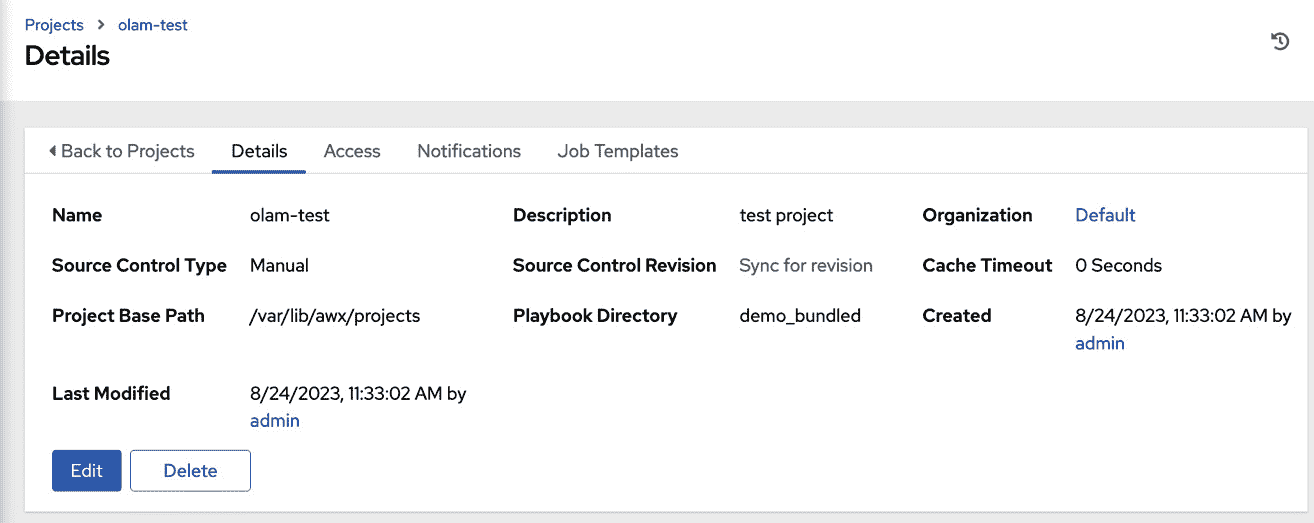 Projects > olam-test
Details
Back to Projects Details Access Notifications Job Templates
Name olam-test Description test project Organization Default
Source Control Type Manual Source Control Revision Sync for revision Cache Timeout 0 Seconds
Project Base Path /var/lib/awx/projects Playbook Directory demo_bundled Created 8/24/2023, 11:33:02 AM by
admin
Last Modified 8/24/2023, 11:33:02 AM by
admin
Edit Delete